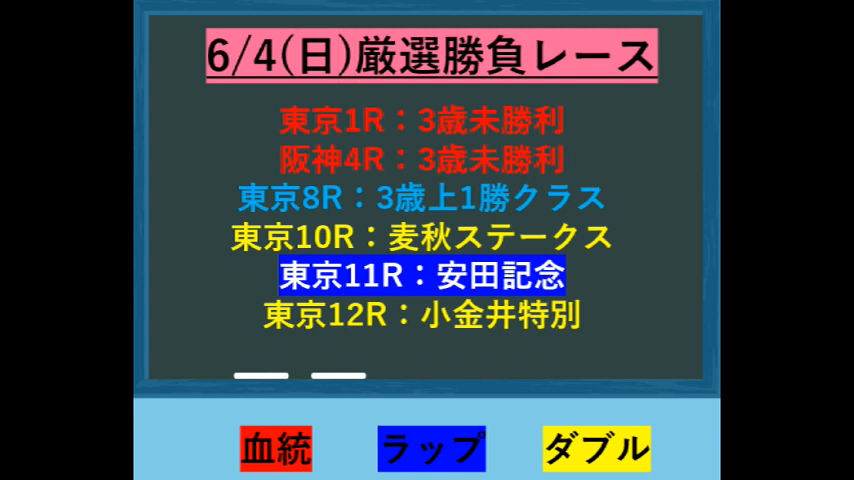 6/4(日)厳選勝負レース
東京1R：3歳未勝利
阪神4R：3歳未勝利
東京8R：3歳上1勝クラス
東京10R：麦秋ステークス
東京11R：安田記念
東京12R：小金井特別
血統 ラップ ダブル